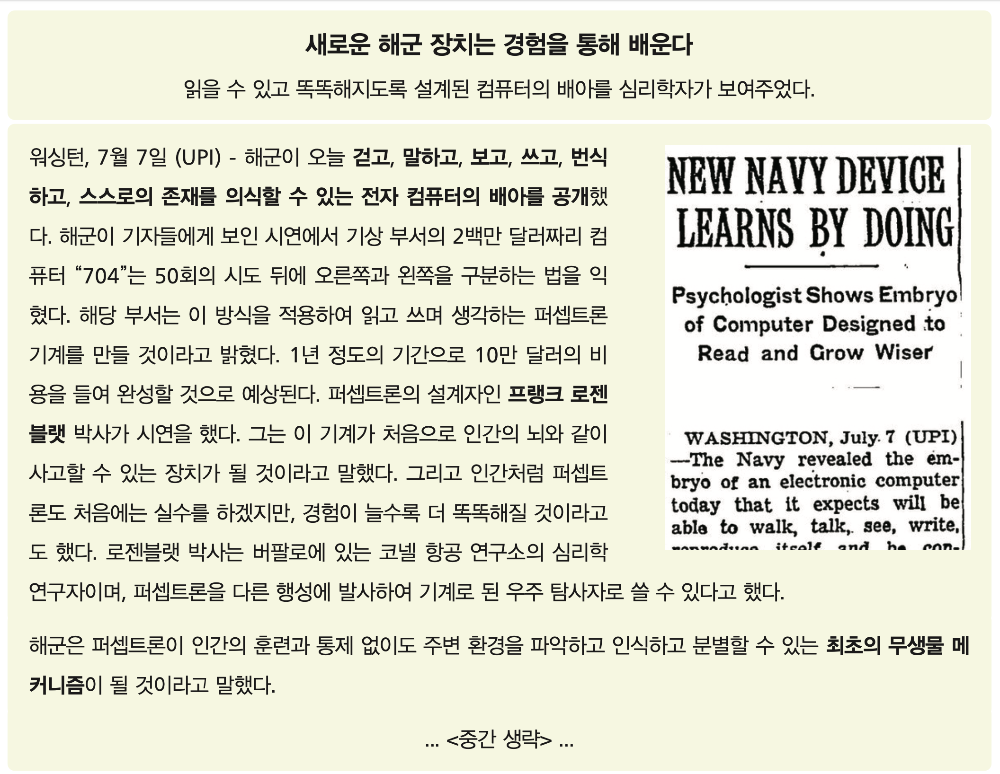 새로운 해군 장치는 경험을 통해 배운다
읽을 수 있고 똑똑해지도록 설계된 컴퓨터의 배아를 심리학자가 보여주었다.
워싱턴, 7월 7일 (UPI) - 해군이 오늘 걷고, 말하고, 보고, 쓰고, 번식
하고, 스스로의 존재를 의식할 수 있는 전자 컴퓨터의 배아를 공개했
다. 해군이 기자들에게 보인 시연에서 기상 부서의 2백만 달러짜리 컴
퓨터 “704”는 50회의 시도 뒤에 오른쪽과 왼쪽을 구분하는 법을 익
혔다. 해당 부서는 이 방식을 적용하여 읽고 쓰며 생각하는 퍼셉트론
기계를 만들 것이라고 밝혔다. 1년 정도의 기간으로 10만 달러의 비
용을 들여 완성할 것으로 예상된다. 퍼셉트론의 설계자인 프랭크 로젠
블랫 박사가 시연을 했다. 그는 이 기계가 처음으로 인간의 뇌와 같이
사고할 수 있는 장치가 될 것이라고 말했다. 그리고 인간처럼 퍼셉트
론도 처음에는 실수를 하겠지만, 경험이 늘수록 더 똑똑해질 것이라고
도 했다. 로젠블랫 박사는 버팔로에 있는 코넬 항공 연구소의 심리학
연구자이며, 퍼셉트론을 다른 행성에 발사하여 기계로 된 우주 탐사자로 쓸 수 있다고 했다.
해군은 퍼셉트론이 인간의 훈련과 통제 없이도 주변 환경을 파악하고 인식하고 분별할 수 있는 최초의 무생물 메
커니즘이 될 것이라고 말했다.
... <중간 생략> ...
NEW NAVY DEVICE
LEARNS BY DOING
Psychologist Shows Embryo
of Computer Designed to
Read and Grow Wiser
WASHINGTON, July 7 (UPI)
—The Navy revealed the em-
bryo of an electronic computer
today that it expects will be
able to walk, talk, see, write,
reproduce itself and be con-